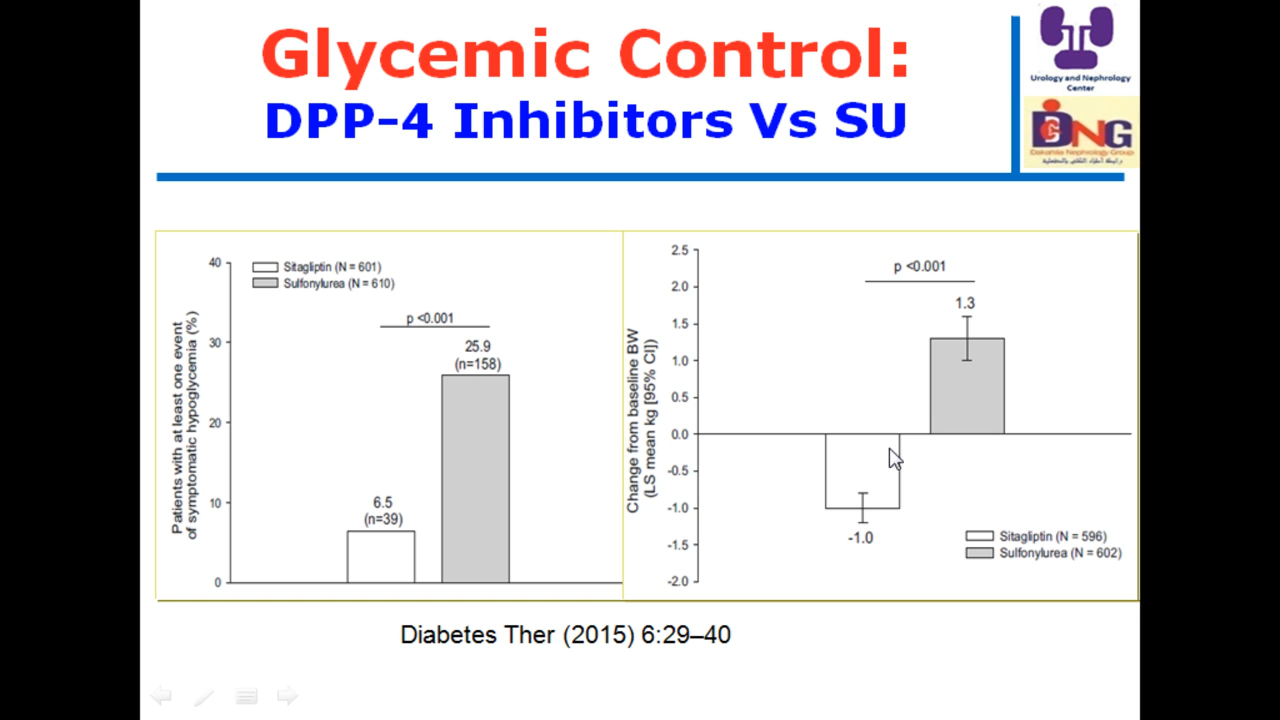 Glycemic Control:
DPP-4 Inhibitors Vs SU
Urology and Nephrology
Center
DNG
Dakahlia Nephrology Group
Patients with at least one event
of symptomatic hypoglycemia (%)
40
30
20
10
0
Sitagliptin (N = 601)
Sulfonylurea (N = 610)
p <0.001
25.9
(n=158)
6.5
(n=39)
Change from baseline BW
(LS mean kg [95% CI])
2.5
2.0
1.5
1.0
0.5
0.0
-0.5
-1.0
-1.5
-2.0
p <0.001
1.3
-1.0
Sitagliptin (N = 596)
Sulfonylurea (N = 602)
Diabetes Ther (2015) 6:29–40